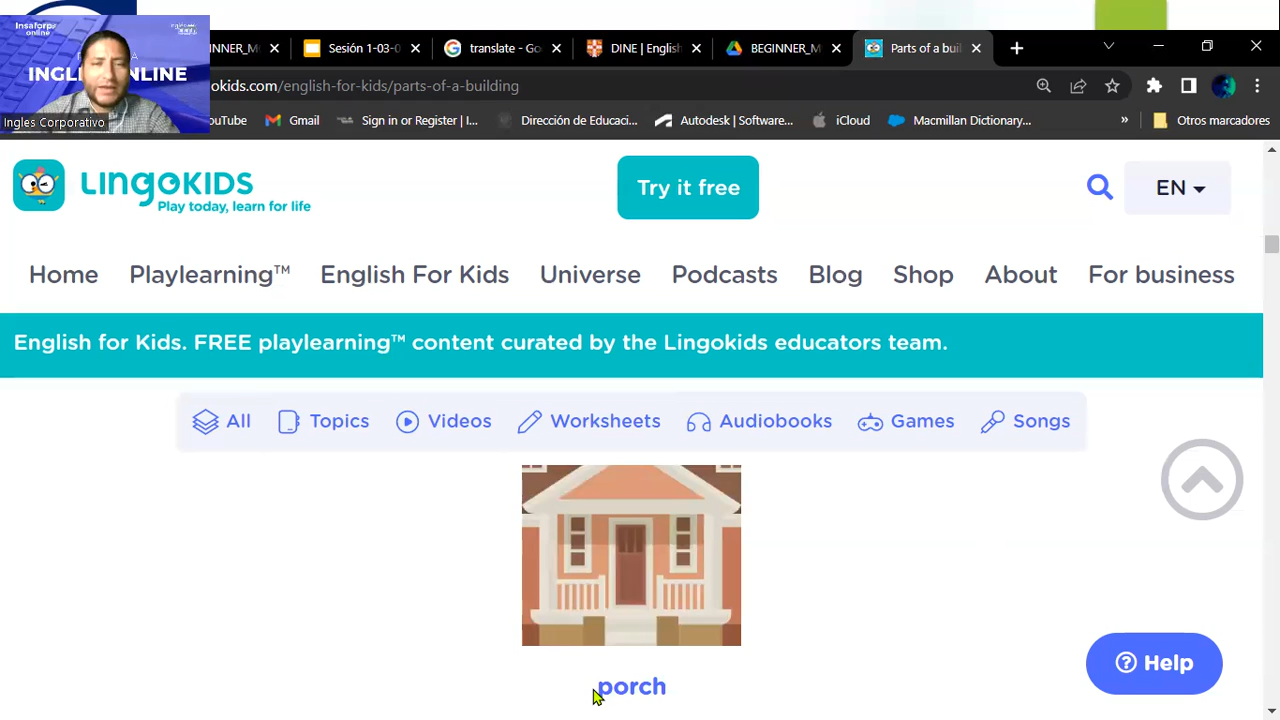 Insaforp
online
INGLE ONLINE
Ingles Corporativo
INNER_M
Sesión 1-03-0
translate - Go
DINE | English
BEGINNER_M
Parts of a buil
okids.com/english-for-kids/parts-of-a-building
uTube
Gmail
Sign in or Register | I...
Dirección de Educaci...
Autodesk | Software...
iCloud
Macmillan Dictionary...
»
Otros marcadores
LINGOKIDS
Play today, learn for life
Try it free
EN
Home
Playlearning™
English For Kids
Universe
Podcasts
Blog
Shop
About
For business
English for Kids. FREE playlearning™ content curated by the Lingokids educators team.
All
Topics
Videos
Worksheets
Audiobooks
Games
Songs
porch
Help